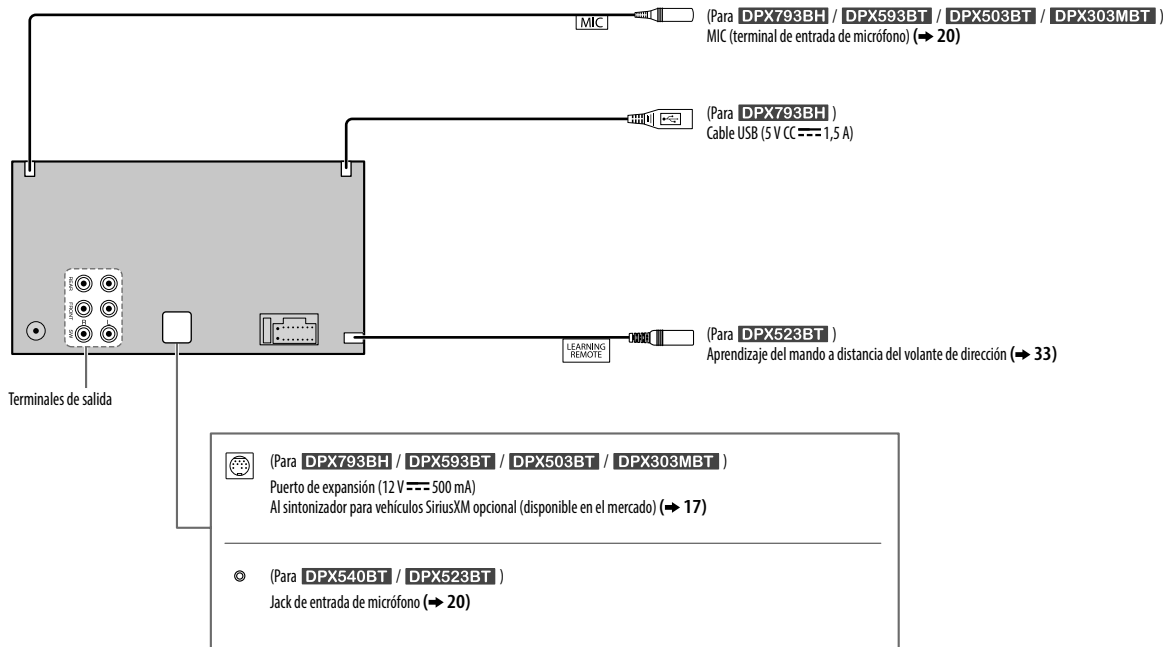 MIC
(Para DPX793BH / DPX593BT / DPX503BT / DPX303MBT )
MIC (terminal de entrada de micrófono) (➜ 20)
(Para DPX793BH )
Cable USB (5 V CC ⎓ 1,5 A)
REAR
FRONT
SW
R
L
LEARNING
REMOTE
(Para DPX523BT )
Aprendizaje del mando a distancia del volante de dirección (➜ 33)
Terminales de salida
(Para DPX793BH / DPX593BT / DPX503BT / DPX303MBT )
Puerto de expansión (12 V ⎓ 500 mA)
Al sintonizador para vehículos SiriusXM opcional (disponible en el mercado) (➜ 17)
(Para DPX540BT / DPX523BT )
Jack de entrada de micrófono (➜ 20)